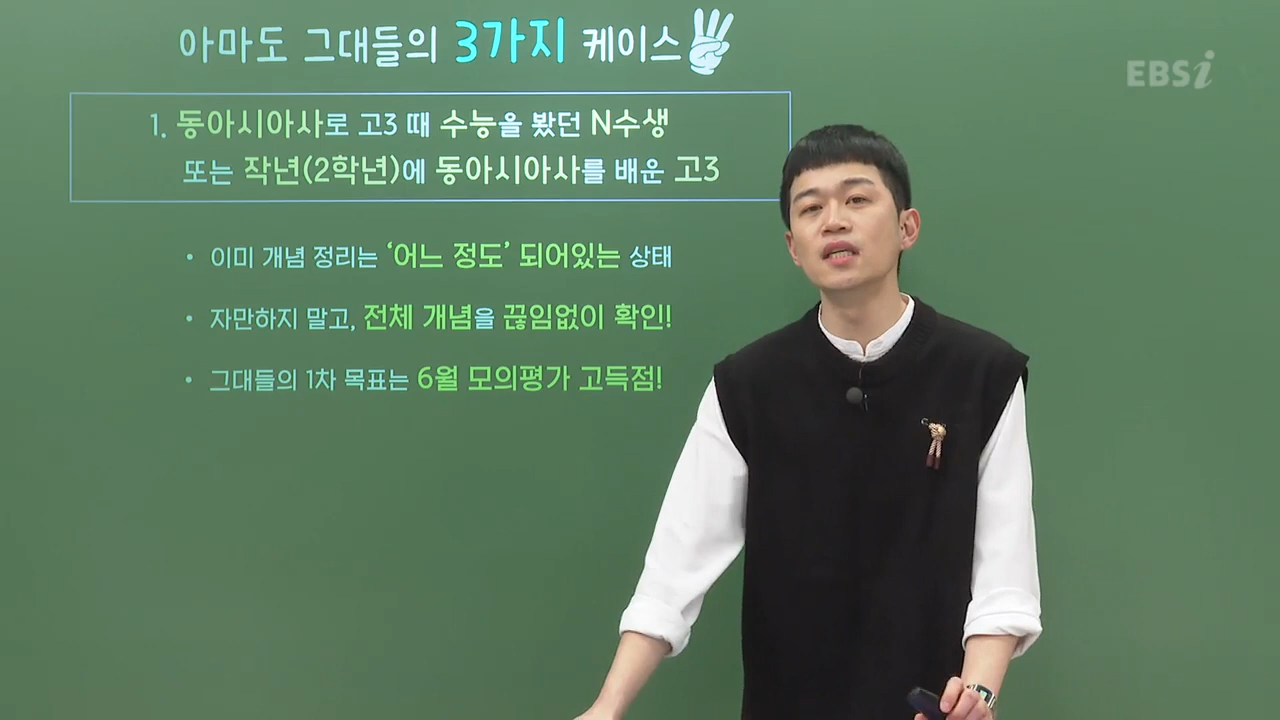 아마도 그대들의 3가지 케이스
EBSi
1. 동아시아사로 고3 때 수능을 봤던 N수생
또는 작년(2학년)에 동아시아사를 배운 고3
• 이미 개념 정리는 ‘어느 정도’ 되어있는 상태
• 자만하지 말고, 전체 개념을 끊임없이 확인!
• 그대들의 1차 목표는 6월 모의평가 고득점!